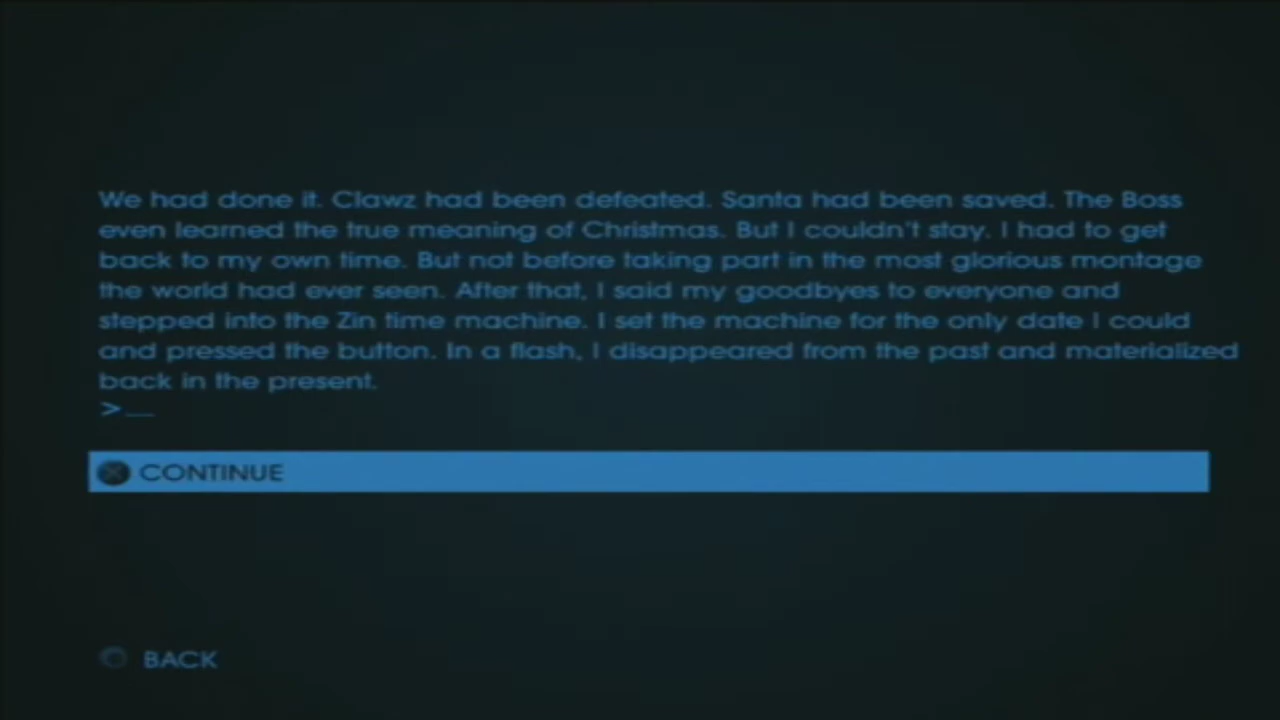 We had done it. Clawz had been defeated. Santa had been saved. The Boss
even learned the true meaning of Christmas. But I couldn't stay. I had to get
back to my own time. But not before taking part in the most glorious montage
the world had ever seen. After that, I said my goodbyes to everyone and
stepped into the Zin time machine. I set the machine for the only date I could
and pressed the button. In a flash, I disappeared from the past and materialized
back in the present.
>__
CONTINUE
BACK